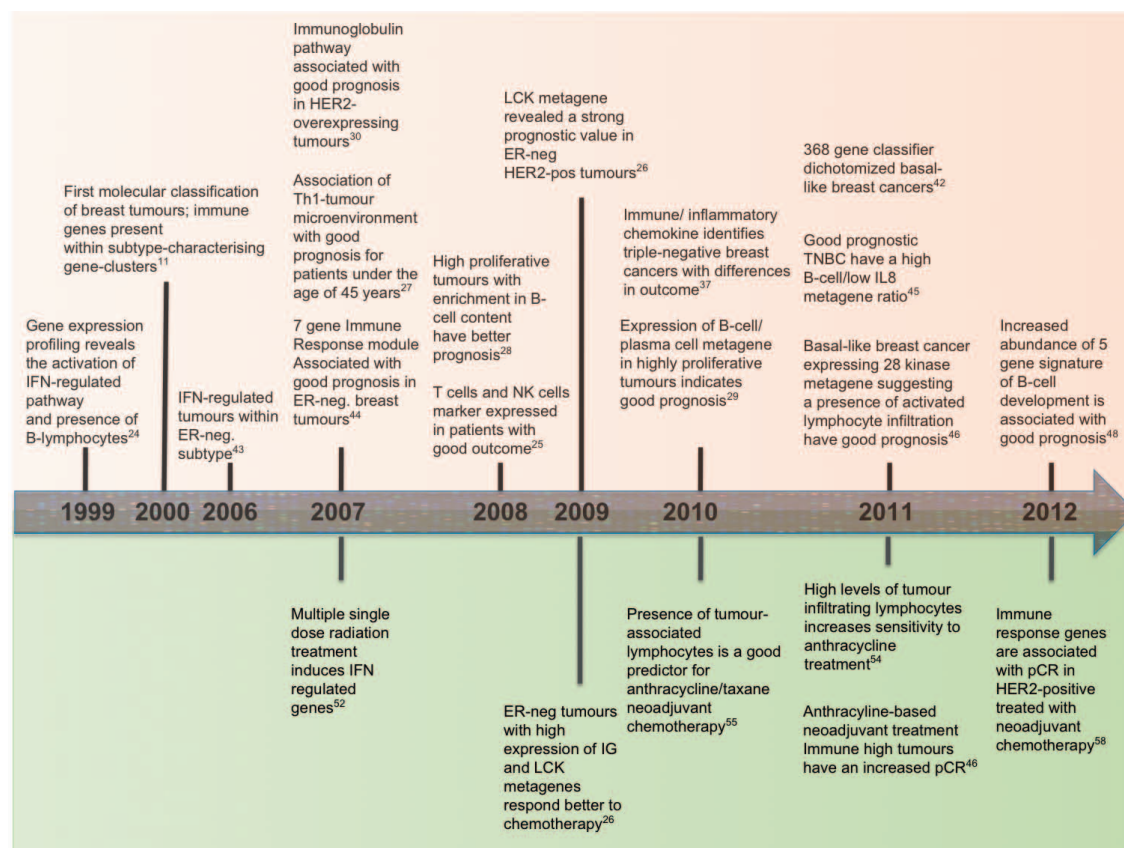 Gene expression
profiling reveals
the activation of
IFN-regulated
pathway
and presence of
B-lymphocytes24
First molecular classification
of breast tumours; immune
genes present
within subtype-characterising
gene-clusters11
IFN-regulated
tumours within
ER-neg.
subtype43
Immunoglobulin
pathway
associated with
good prognosis
in HER2-
overexpressing
tumours30
Association of
Th1-tumour
microenvironment
with good
prognosis for
patients under the
age of 45 years27
7 gene Immune
Response module
Associated with
good prognosis in
ER-neg. breast
tumours44
High proliferative
tumours with
enrichment in B-
cell content
have better
prognosis28
T cells and NK cells
marker expressed
in patients with
good outcome25
LCK metagene
revealed a strong
prognostic value in
ER-neg
HER2-pos tumours26
Immune/ inflammatory
chemokine identifies
triple-negative breast
cancers with differences
in outcome37
Expression of B-cell/
plasma cell metagene
in highly proliferative
tumours indicates
good prognosis29
368 gene classifier
dichotomized basal-
like breast cancers42
Good prognostic
TNBC have a high
B-cell/low IL8
metagene ratio45
Basal-like breast cancer
expressing 28 kinase
metagene suggesting
a presence of activated
lymphocyte infiltration
have good prognosis46
Increased
abundance of 5
gene signature
of B-cell
development is
associated with
good prognosis48
1999 2000 2006 2007 2008 2009 2010 2011 2012
Multiple single
dose radiation
treatment
induces IFN
regulated
genes52
ER-neg tumours
with high
expression of IG
and LCK
metagenes
respond better to
chemotherapy26
Presence of tumour-
associated
lymphocytes is a good
predictor for
anthracycline/taxane
neoadjuvant
chemotherapy55
High levels of tumour
infiltrating lymphocytes
increases sensitivity to
anthracycline
treatment54
Anthracyline-based
neoadjuvant treatment
Immune high tumours
have an increased pCR46
Immune
response genes
are associated
with pCR in
HER2-positive
treated with
neoadjuvant
chemotherapy58